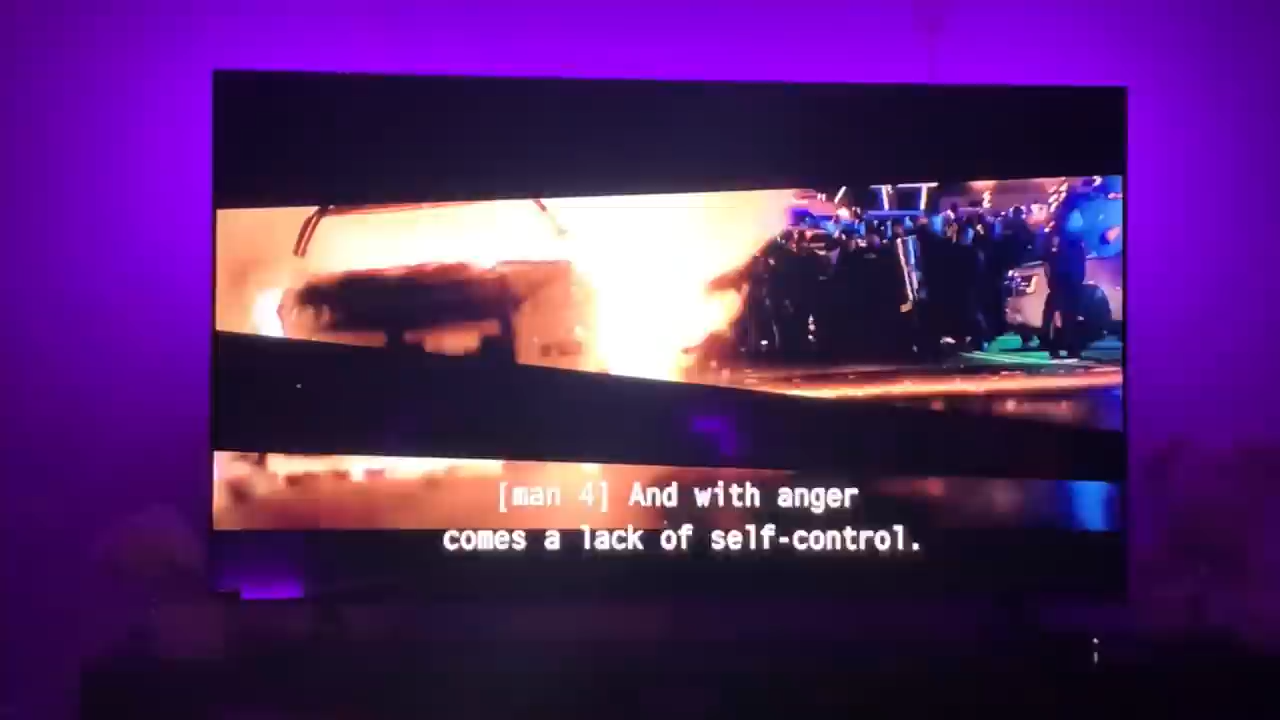 [man 4] And with anger
comes a lack of self-control.